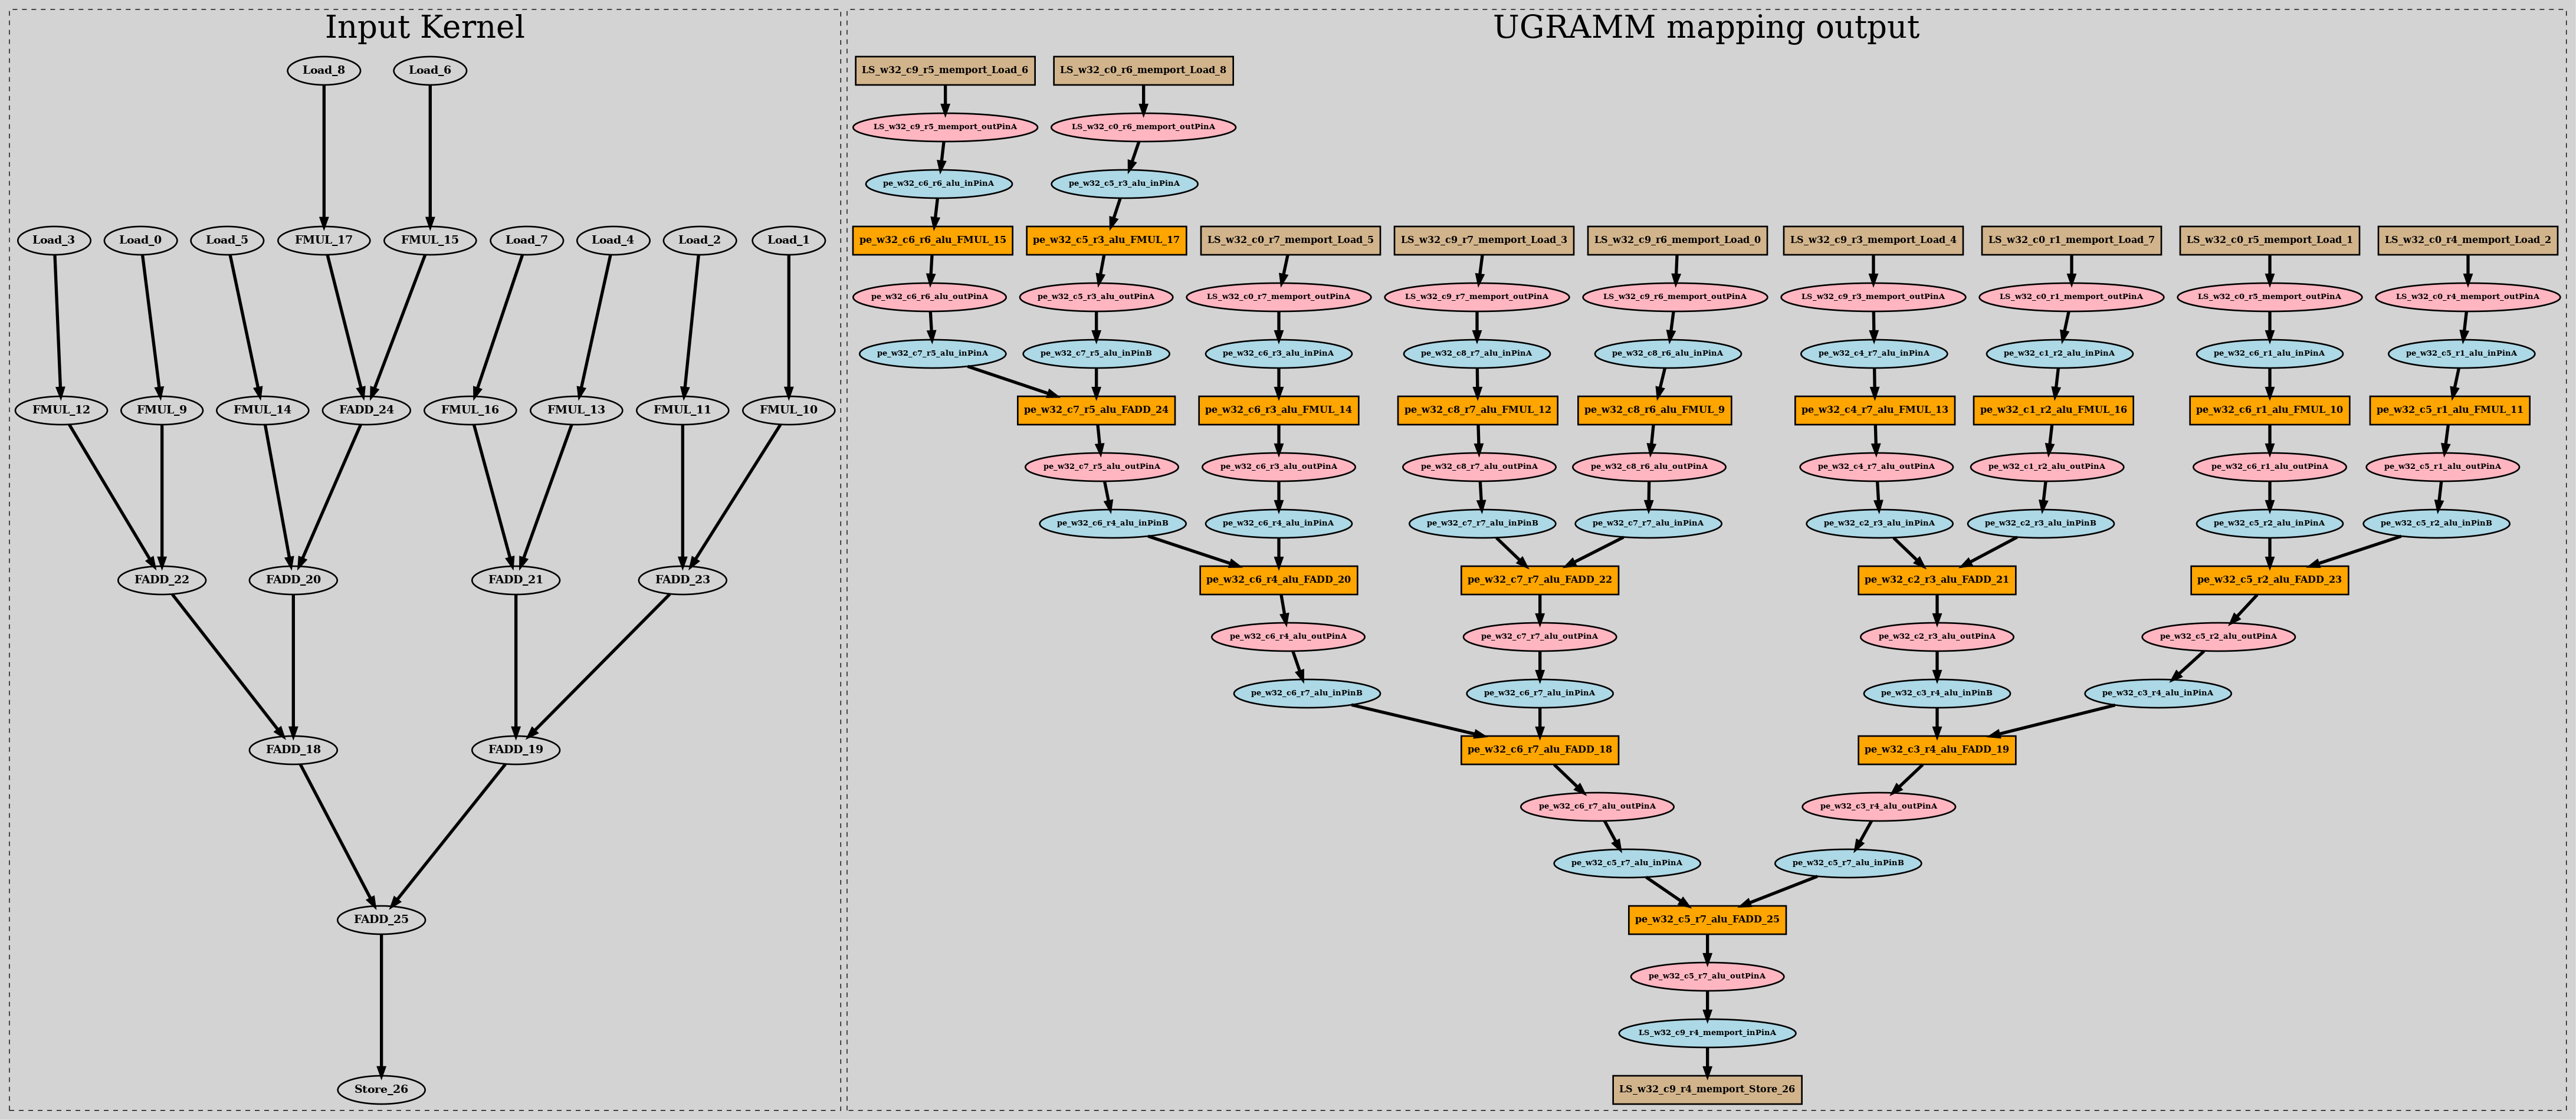 Input Kernel
Load_8
Load_6
Load_3
Load_0
Load_5
FMUL_17
FMUL_15
Load_7
Load_4
Load_2
Load_1
FMUL_12
FMUL_9
FMUL_14
FADD_24
FMUL_16
FMUL_13
FMUL_11
FMUL_10
FADD_22
FADD_20
FADD_21
FADD_23
FADD_18
FADD_19
FADD_25
Store_26
UGRAMM mapping output
LS_w32_c9_r5_memport_Load_6
LS_w32_c0_r6_memport_Load_8
LS_w32_c9_r5_memport_outPinA
LS_w32_c0_r6_memport_outPinA
pe_w32_c6_r6_alu_inPinA
pe_w32_c5_r3_alu_inPinA
pe_w32_c6_r6_alu_FMUL_15
pe_w32_c5_r3_alu_FMUL_17
LS_w32_c0_r7_memport_Load_5
LS_w32_c9_r7_memport_Load_3
LS_w32_c9_r6_memport_Load_0
LS_w32_c9_r3_memport_Load_4
LS_w32_c0_r1_memport_Load_7
LS_w32_c0_r5_memport_Load_1
LS_w32_c0_r4_memport_Load_2
pe_w32_c6_r6_alu_outPinA
pe_w32_c5_r3_alu_outPinA
LS_w32_c0_r7_memport_outPinA
LS_w32_c9_r7_memport_outPinA
LS_w32_c9_r6_memport_outPinA
LS_w32_c9_r3_memport_outPinA
LS_w32_c0_r1_memport_outPinA
LS_w32_c0_r5_memport_outPinA
LS_w32_c0_r4_memport_outPinA
pe_w32_c7_r5_alu_inPinA
pe_w32_c7_r5_alu_inPinB
pe_w32_c6_r3_alu_inPinA
pe_w32_c8_r7_alu_inPinA
pe_w32_c8_r6_alu_inPinA
pe_w32_c4_r7_alu_inPinA
pe_w32_c1_r2_alu_inPinA
pe_w32_c6_r1_alu_inPinA
pe_w32_c5_r1_alu_inPinA
pe_w32_c7_r5_alu_FADD_24
pe_w32_c6_r3_alu_FMUL_14
pe_w32_c8_r7_alu_FMUL_12
pe_w32_c8_r6_alu_FMUL_9
pe_w32_c4_r7_alu_FMUL_13
pe_w32_c1_r2_alu_FMUL_16
pe_w32_c6_r1_alu_FMUL_10
pe_w32_c5_r1_alu_FMUL_11
pe_w32_c7_r5_alu_outPinA
pe_w32_c6_r3_alu_outPinA
pe_w32_c8_r7_alu_outPinA
pe_w32_c8_r6_alu_outPinA
pe_w32_c4_r7_alu_outPinA
pe_w32_c1_r2_alu_outPinA
pe_w32_c6_r1_alu_outPinA
pe_w32_c5_r1_alu_outPinA
pe_w32_c6_r4_alu_inPinB
pe_w32_c6_r4_alu_inPinA
pe_w32_c7_r7_alu_inPinB
pe_w32_c7_r7_alu_inPinA
pe_w32_c2_r3_alu_inPinA
pe_w32_c2_r3_alu_inPinB
pe_w32_c5_r2_alu_inPinA
pe_w32_c5_r2_alu_inPinB
pe_w32_c6_r4_alu_FADD_20
pe_w32_c7_r7_alu_FADD_22
pe_w32_c2_r3_alu_FADD_21
pe_w32_c5_r2_alu_FADD_23
pe_w32_c6_r4_alu_outPinA
pe_w32_c7_r7_alu_outPinA
pe_w32_c2_r3_alu_outPinA
pe_w32_c5_r2_alu_outPinA
pe_w32_c6_r7_alu_inPinB
pe_w32_c6_r7_alu_inPinA
pe_w32_c3_r4_alu_inPinB
pe_w32_c3_r4_alu_inPinA
pe_w32_c6_r7_alu_FADD_18
pe_w32_c3_r4_alu_FADD_19
pe_w32_c6_r7_alu_outPinA
pe_w32_c3_r4_alu_outPinA
pe_w32_c5_r7_alu_inPinA
pe_w32_c5_r7_alu_inPinB
pe_w32_c5_r7_alu_FADD_25
pe_w32_c5_r7_alu_outPinA
LS_w32_c9_r4_memport_inPinA
LS_w32_c9_r4_memport_Store_26